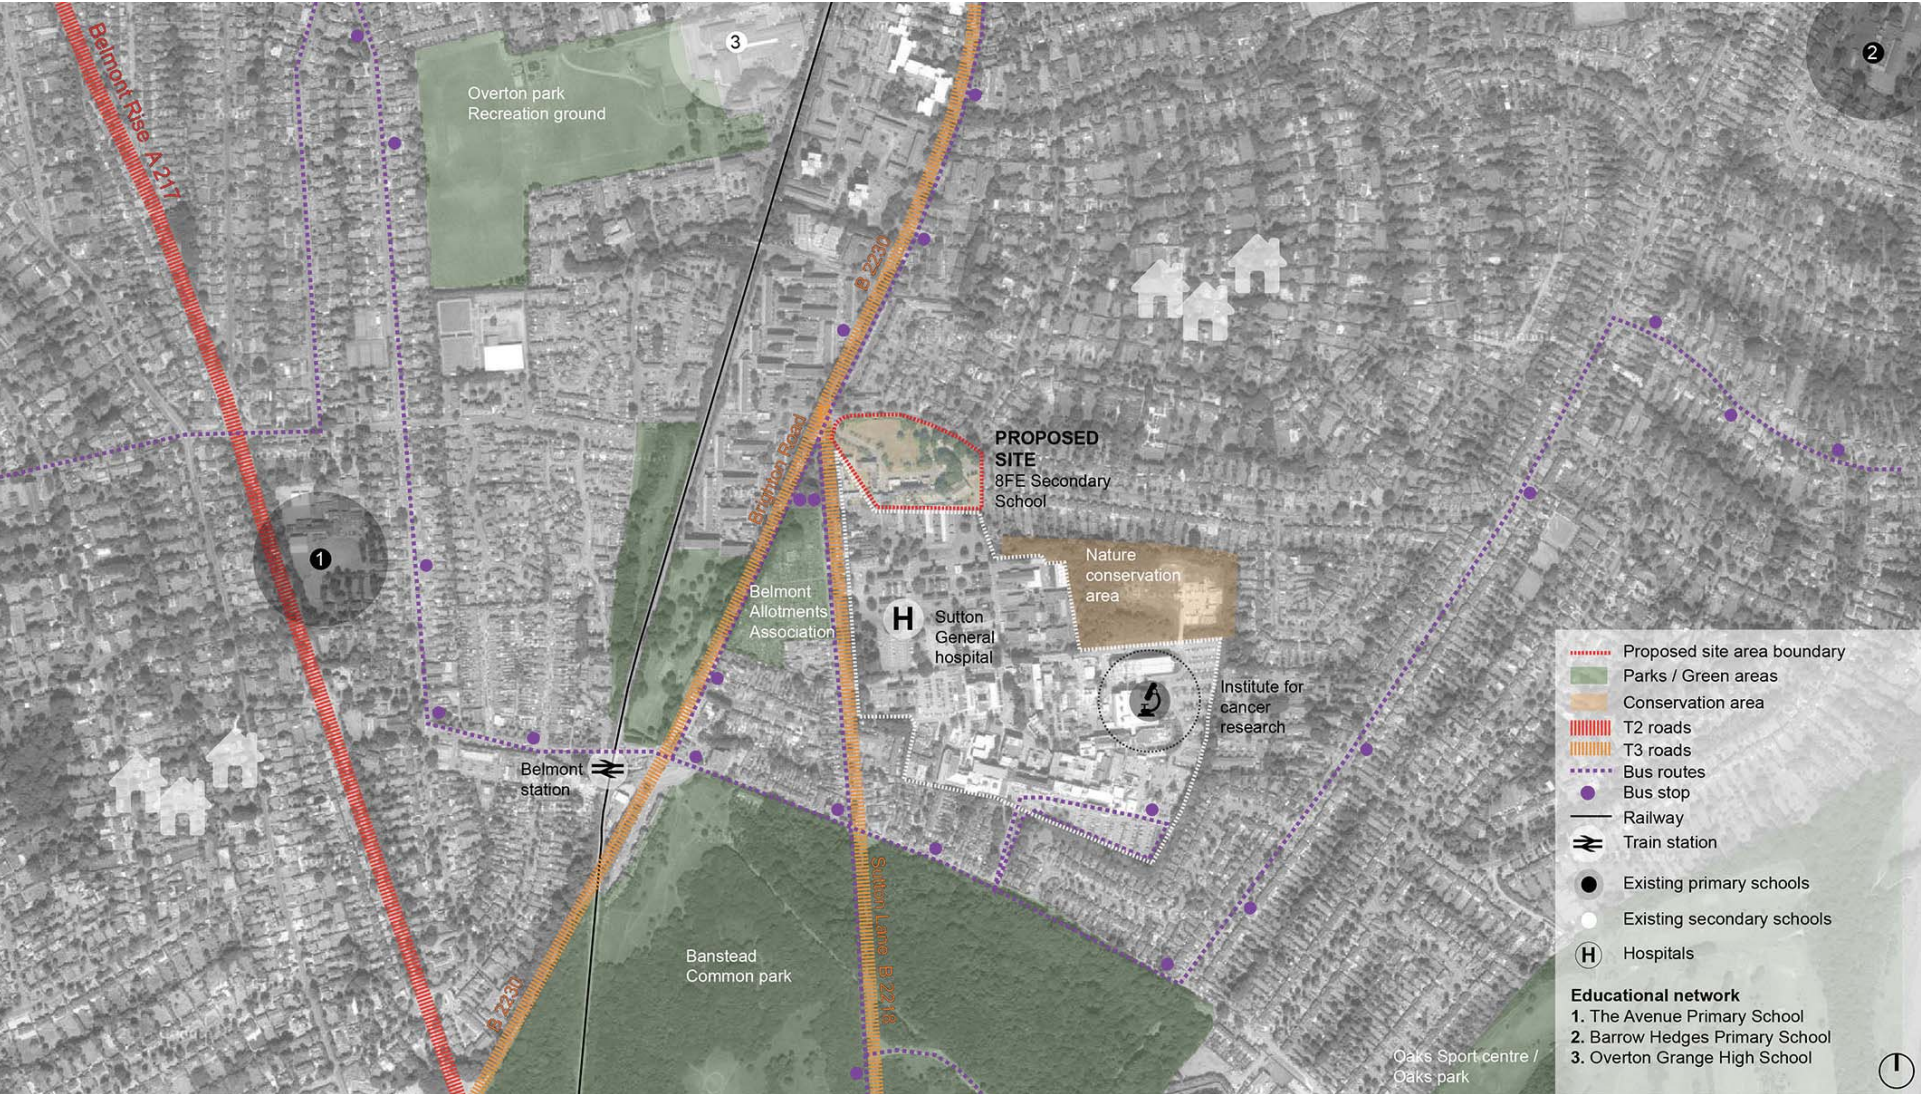 Belmont Rise A217
Overton park
Recreation ground
3
2
B 2230
Brighton Road
PROPOSED
SITE
8FE Secondary
School
1
Nature
conservation
area
Belmont
Allotments
Association
H
Sutton
General
hospital
Institute for
cancer
research
Belmont
station
Sutton Lane B 2218
Banstead
Common park
B 2230
Oaks Sport centre /
Oaks park
Proposed site area boundary
Parks / Green areas
Conservation area
T2 roads
T3 roads
Bus routes
Bus stop
Railway
Train station
Existing primary schools
Existing secondary schools
H Hospitals
Educational network
1. The Avenue Primary School
2. Barrow Hedges Primary School
3. Overton Grange High School